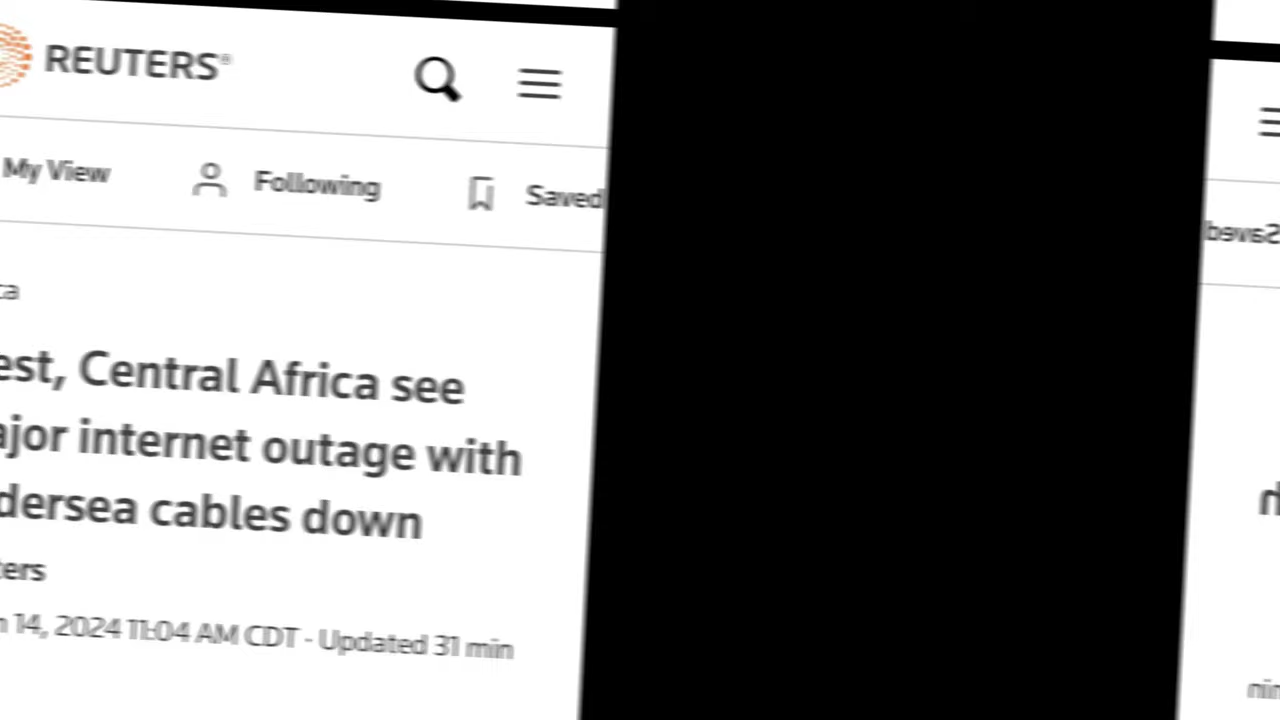 REUTERS®
My View Following Saved
ca
est, Central Africa see
ajor internet outage with
dersea cables down
ters
14, 2024 11:04 AM CDT · Updated 31 min